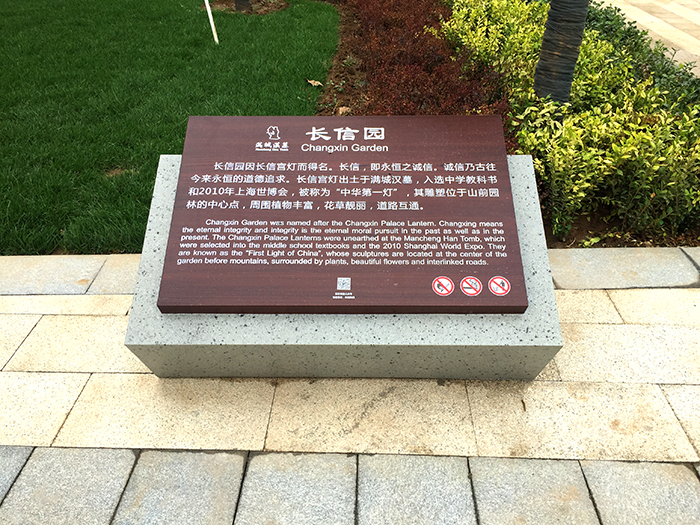 满城汉墓
长信园
Changxin Garden
长信园因长信宫灯而得名。长信，即永恒之诚信。诚信乃古往
今来永恒的道德追求。长信宫灯出土于满城汉墓，入选中学教科书
和2010年上海世博会，被称为“中华第一灯”，其雕塑位于山前园
林的中心点，周围植物丰富，花草靓丽，道路互通。
Changxin Garden was named after the Changxin Palace Lantern. Changxing means
the eternal integrity and integrity is the eternal moral pursuit in the past as well as in the
present. The Changxin Palace Lanterns were unearthed at the Mancheng Han Tomb, which
were selected into the middle school textbooks and the 2010 Shanghai World Expo. They
are known as the "First Light of China", whose sculptures are located at the center of the
garden before mountains, surrounded by plants, beautiful flowers and interlinked roads.